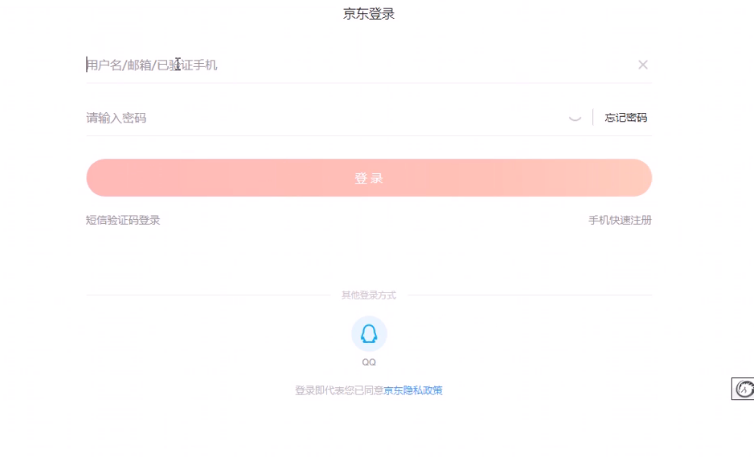 京东登录
用户名/邮箱/已验证手机
请输入密码 忘记密码
登录
短信验证码登录 手机快速注册
其他登录方式
QQ
登录即代表您已同意京东隐私政策